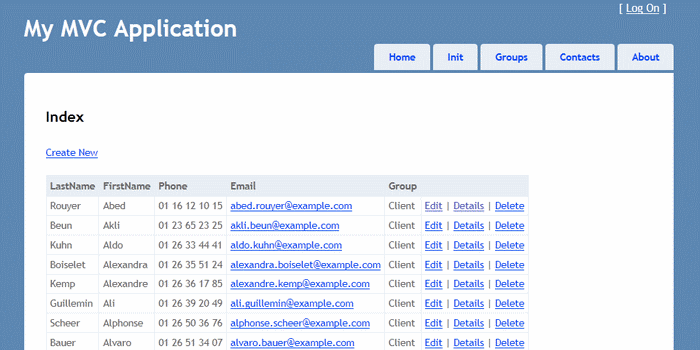 [ Log On ]
My MVC Application
Home Init Groups Contacts About
Index
Create New
LastName FirstName Phone Email Group
Rouyer Abed 01 16 12 10 15 abed.rouyer@example.com Client Edit | Details | Delete
Beun Akli 01 23 65 23 25 akli.beun@example.com Client Edit | Details | Delete
Kuhn Aldo 01 26 33 44 41 aldo.kuhn@example.com Client Edit | Details | Delete
Boiselet Alexandra 01 26 35 51 24 alexandra.boiselet@example.com Client Edit | Details | Delete
Kemp Alexandre 01 26 36 17 85 alexandre.kemp@example.com Client Edit | Details | Delete
Guillemin Ali 01 26 39 20 49 ali.guillemin@example.com Client Edit | Details | Delete
Scheer Alphonse 01 26 50 36 76 alphonse.scheer@example.com Client Edit | Details | Delete
Bauer Alvaro 01 26 51 34 07 alvaro.bauer@example.com Client Edit | Details | Delete